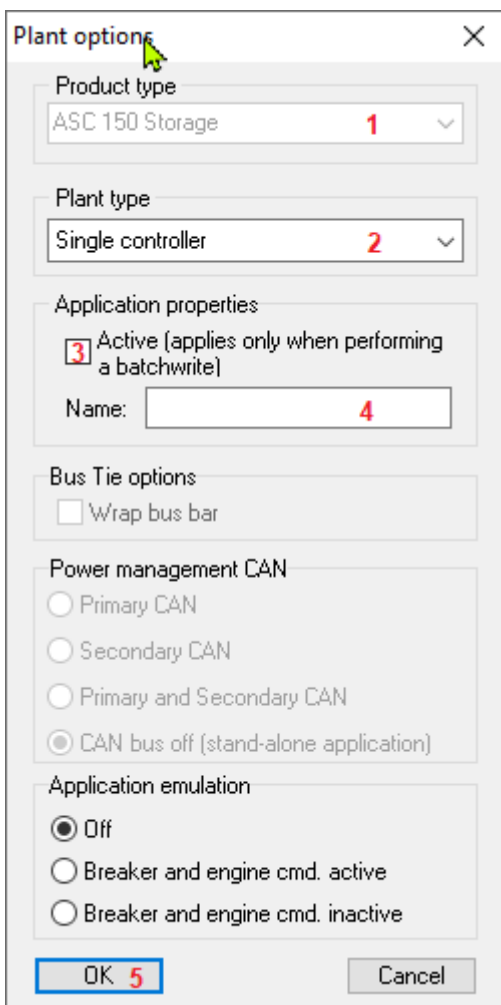 Plant options
Product type
ASC 150 Storage 1
Plant type
Single controller 2
Application properties
3 Active (applies only when performing
a batchwrite)
Name: 4
Bus Tie options
Wrap bus bar
Power management CAN
Primary CAN
Secondary CAN
Primary and Secondary CAN
CAN bus off (stand-alone application)
Application emulation
Off
Breaker and engine cmd. active
Breaker and engine cmd. inactive
OK 5 Cancel